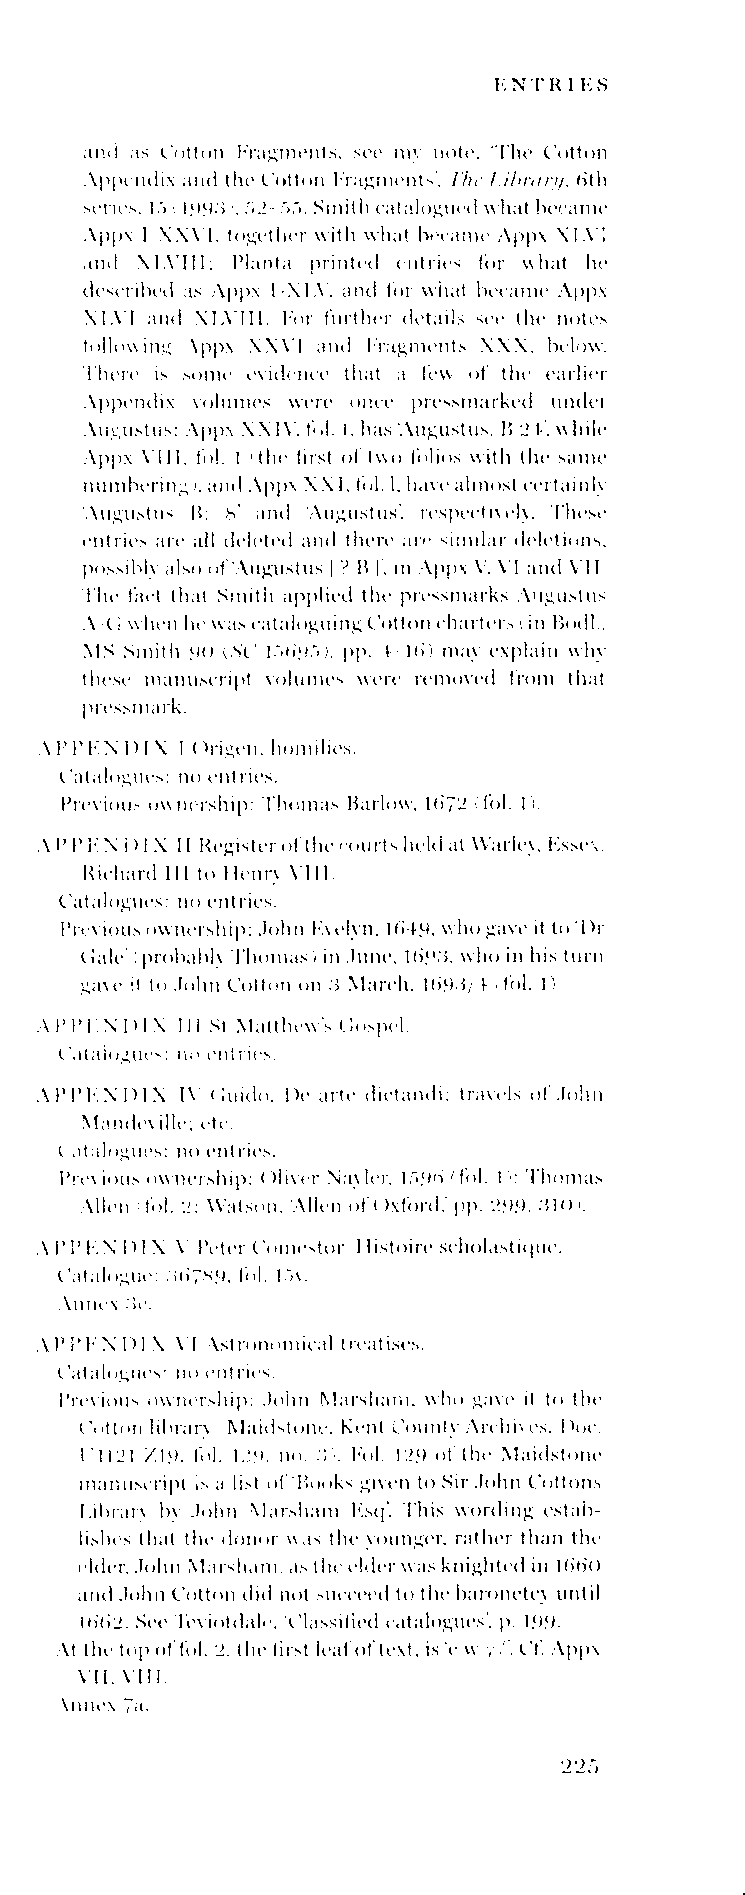 ENTRIES
and as Cotton Fragments, see my note, 'The Cotton
Appendix and the Cotton Fragments', The Library, 6th
series, 15 (1993), 52-55. Smith catalogued what became
Appx I-XXVI, together with what became Appx XLVI
and XLVIII; Planta printed entries for what he
described as Appx I-XLV, and for what became Appx
XLVI and XLVIII. For further details see the notes
following Appx XXVI and Fragments XXX, below.
There is some evidence that a few of the earlier
Appendix volumes were once pressmarked under
Augustus: Appx XXIV, fol. 1, has 'Augustus, B 24', while
Appx VIII, fol. 1 (the first of two folios with the same
numbering), and Appx XXI, fol. 1, have almost certainly
'Augustus B: 8' and 'Augustus', respectively. These
entries are all deleted and there are similar deletions,
possibly also of 'Augustus [? B]', in Appx V, VI and VII.
The fact that Smith applied the pressmarks Augustus
A-G when he was cataloguing Cotton charters (in Bodl.,
MS Smith 90 (SC 15695), pp. 4-16) may explain why
these manuscript volumes were removed from that
pressmark.
APPENDIX I Origen, homilies.
Catalogues: no entries.
Previous ownership: Thomas Barlow, 1672 (fol. 1).
APPENDIX II Register of the courts held at Warley, Essex,
Richard III to Henry VIII.
Catalogues: no entries.
Previous ownership: John Evelyn, 1649, who gave it to 'Dr
Gale' (probably Thomas) in June, 1693, who in his turn
gave it to John Cotton on 3 March, 1693/4 (fol. 1)
APPENDIX III St Matthew's Gospel.
Catalogues: no entries.
APPENDIX IV Guido, De arte dictandi; travels of John
Mandeville; etc.
Catalogues: no entries.
Previous ownership: Oliver Nayler, 1596 (fol. 1); Thomas
Allen (fol. 2; Watson, 'Allen of Oxford,' pp. 299, 310).
APPENDIX V Peter Comestor, Histoire scholastique.
Catalogue: 36789, fol. 15v.
Annex 3e.
APPENDIX VI Astronomical treatises.
Catalogues: no entries.
Previous ownership: John Marsham, who gave it to the
Cotton library (Maidstone, Kent County Archives, Doc.
U1121 Z19, fol. 129, no. 3). Fol. 129 of the Maidstone
manuscript is a list of 'Books given to Sir John Cottons
Library by John Marsham Esq'. This wording estab-
lishes that the donor was the younger, rather than the
elder, John Marsham, as the elder was knighted in 1660
and John Cotton did not succeed to the baronetcy until
1662. See Teviotdale, 'Classified catalogues', p. 199.
At the top of fol. 2, the first leaf of text, is 'e w 7'. Cf. Appx
VII, VIII.
Annex 7a.
225